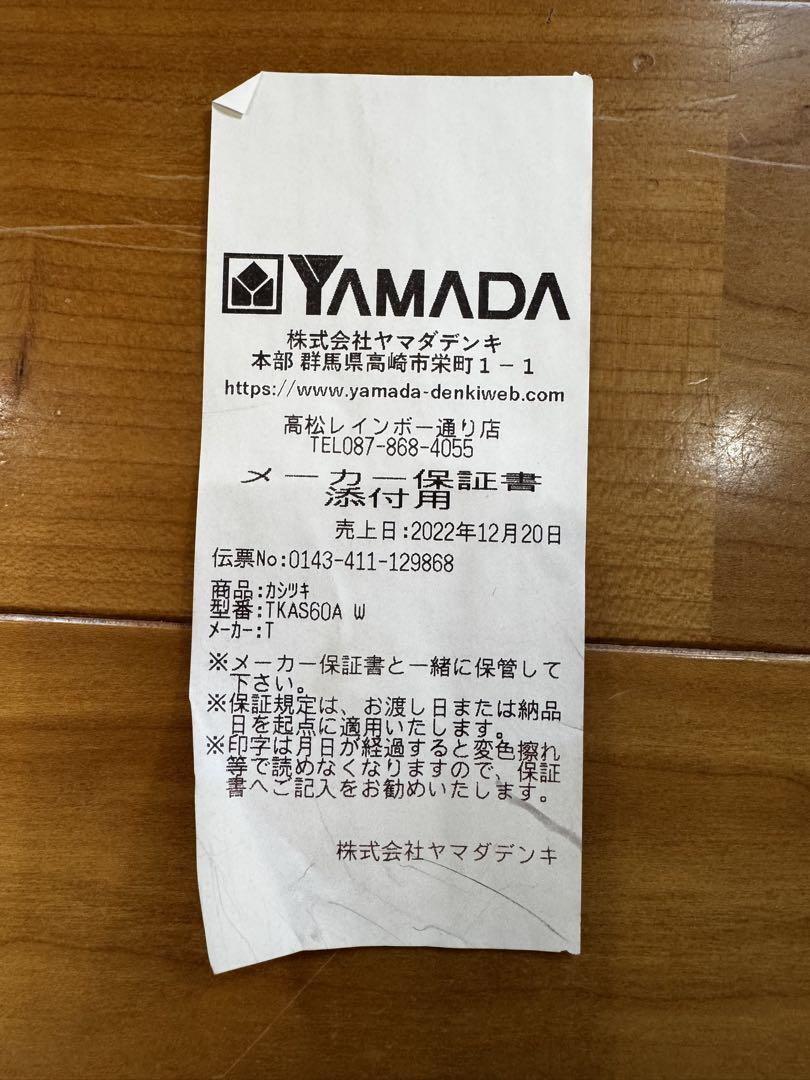 YAMADA
株式会社ヤマダデンキ
本部 群馬県高崎市栄町1-1
https://www.yamada-denkiweb.com
高松レインボー通り店
TEL087-868-4055
メーカー保証書
添付用
売上日:2022年12月20日
伝票No:0143-411-129868
商品:ｶｼﾂｷ
型番:TKAS60A W
ﾒｰｶｰ:T
※メーカー保証書と一緒に保管して
下さい。
※保証規定は、お渡し日または納品
日を起点に適用いたします。
※印字は月日が経過すると変色擦れ
等で読めなくなりますので、保証
書へご記入をお勧めいたします。
株式会社ヤマダデンキ